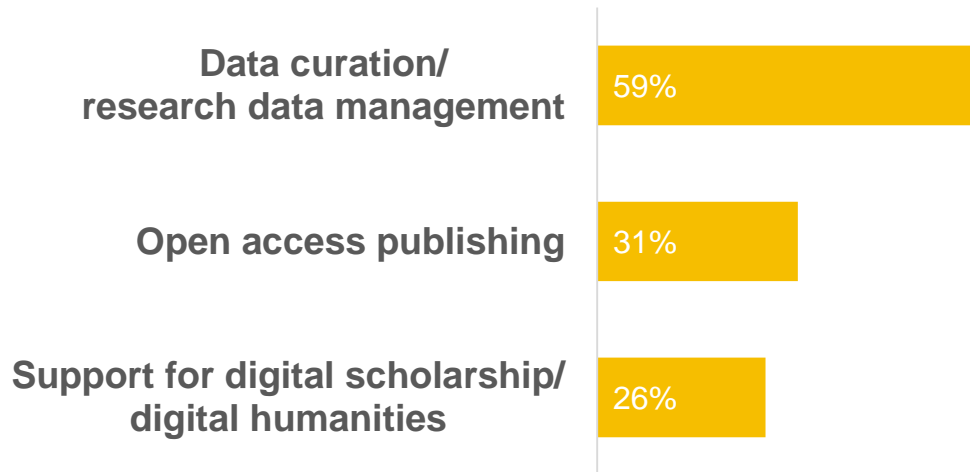 Data curation/
research data management
59%
Open access publishing
31%
Support for digital scholarship/
digital humanities
26%